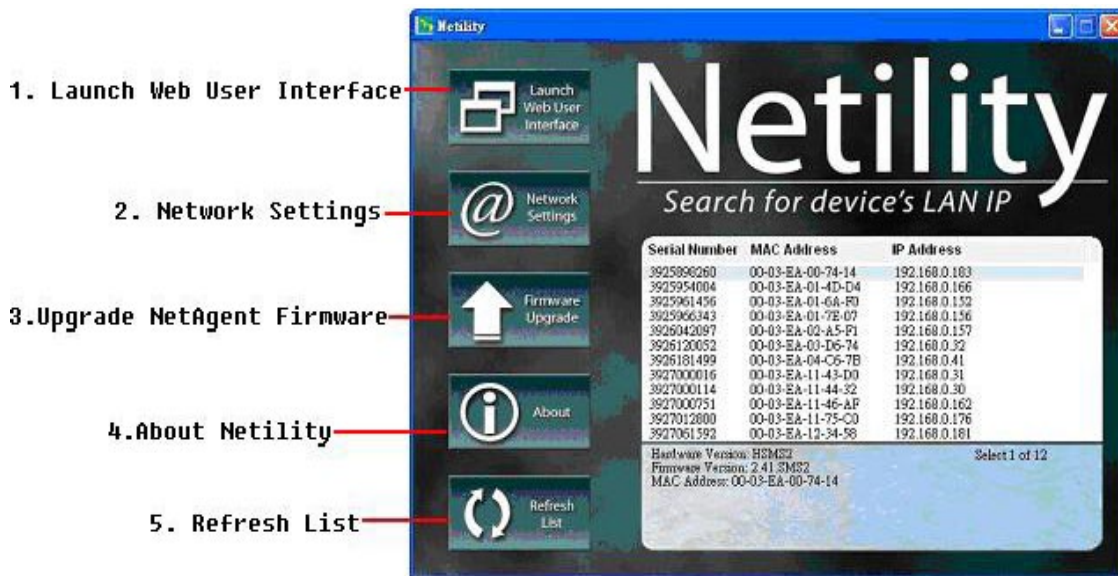 Netility
1. Launch Web User Interface
2. Network Settings
3.Upgrade NetAgent Firmware
4.About Netility
5. Refresh List
Launch
Web User
Interface
Network
Settings
Firmware
Upgrade
About
Refresh
List
Netility
Search for device's LAN IP
Serial Number MAC Address IP Address
3925898260 00-03-EA-00-74-14 192.168.0.183
3925954004 00-03-EA-01-4D-D4 192.168.0.166
3925961456 00-03-EA-01-6A-F0 192.168.0.152
3925966343 00-03-EA-01-7E-07 192.168.0.156
3926042097 00-03-EA-02-A5-F1 192.168.0.157
3926120052 00-03-EA-03-D6-74 192.168.0.32
3926181499 00-03-EA-04-C6-7B 192.168.0.41
3927000016 00-03-EA-11-43-D0 192.168.0.31
3927000114 00-03-EA-11-44-32 192.168.0.30
3927000751 00-03-EA-11-46-AF 192.168.0.162
3927012800 00-03-EA-11-75-C0 192.168.0.176
3927061592 00-03-EA-12-34-58 192.168.0.181
Hardware Version: HSMS2 Select 1 of 12
Firmware Version: 2.41.SMS2
MAC Address: 00-03-EA-00-74-14